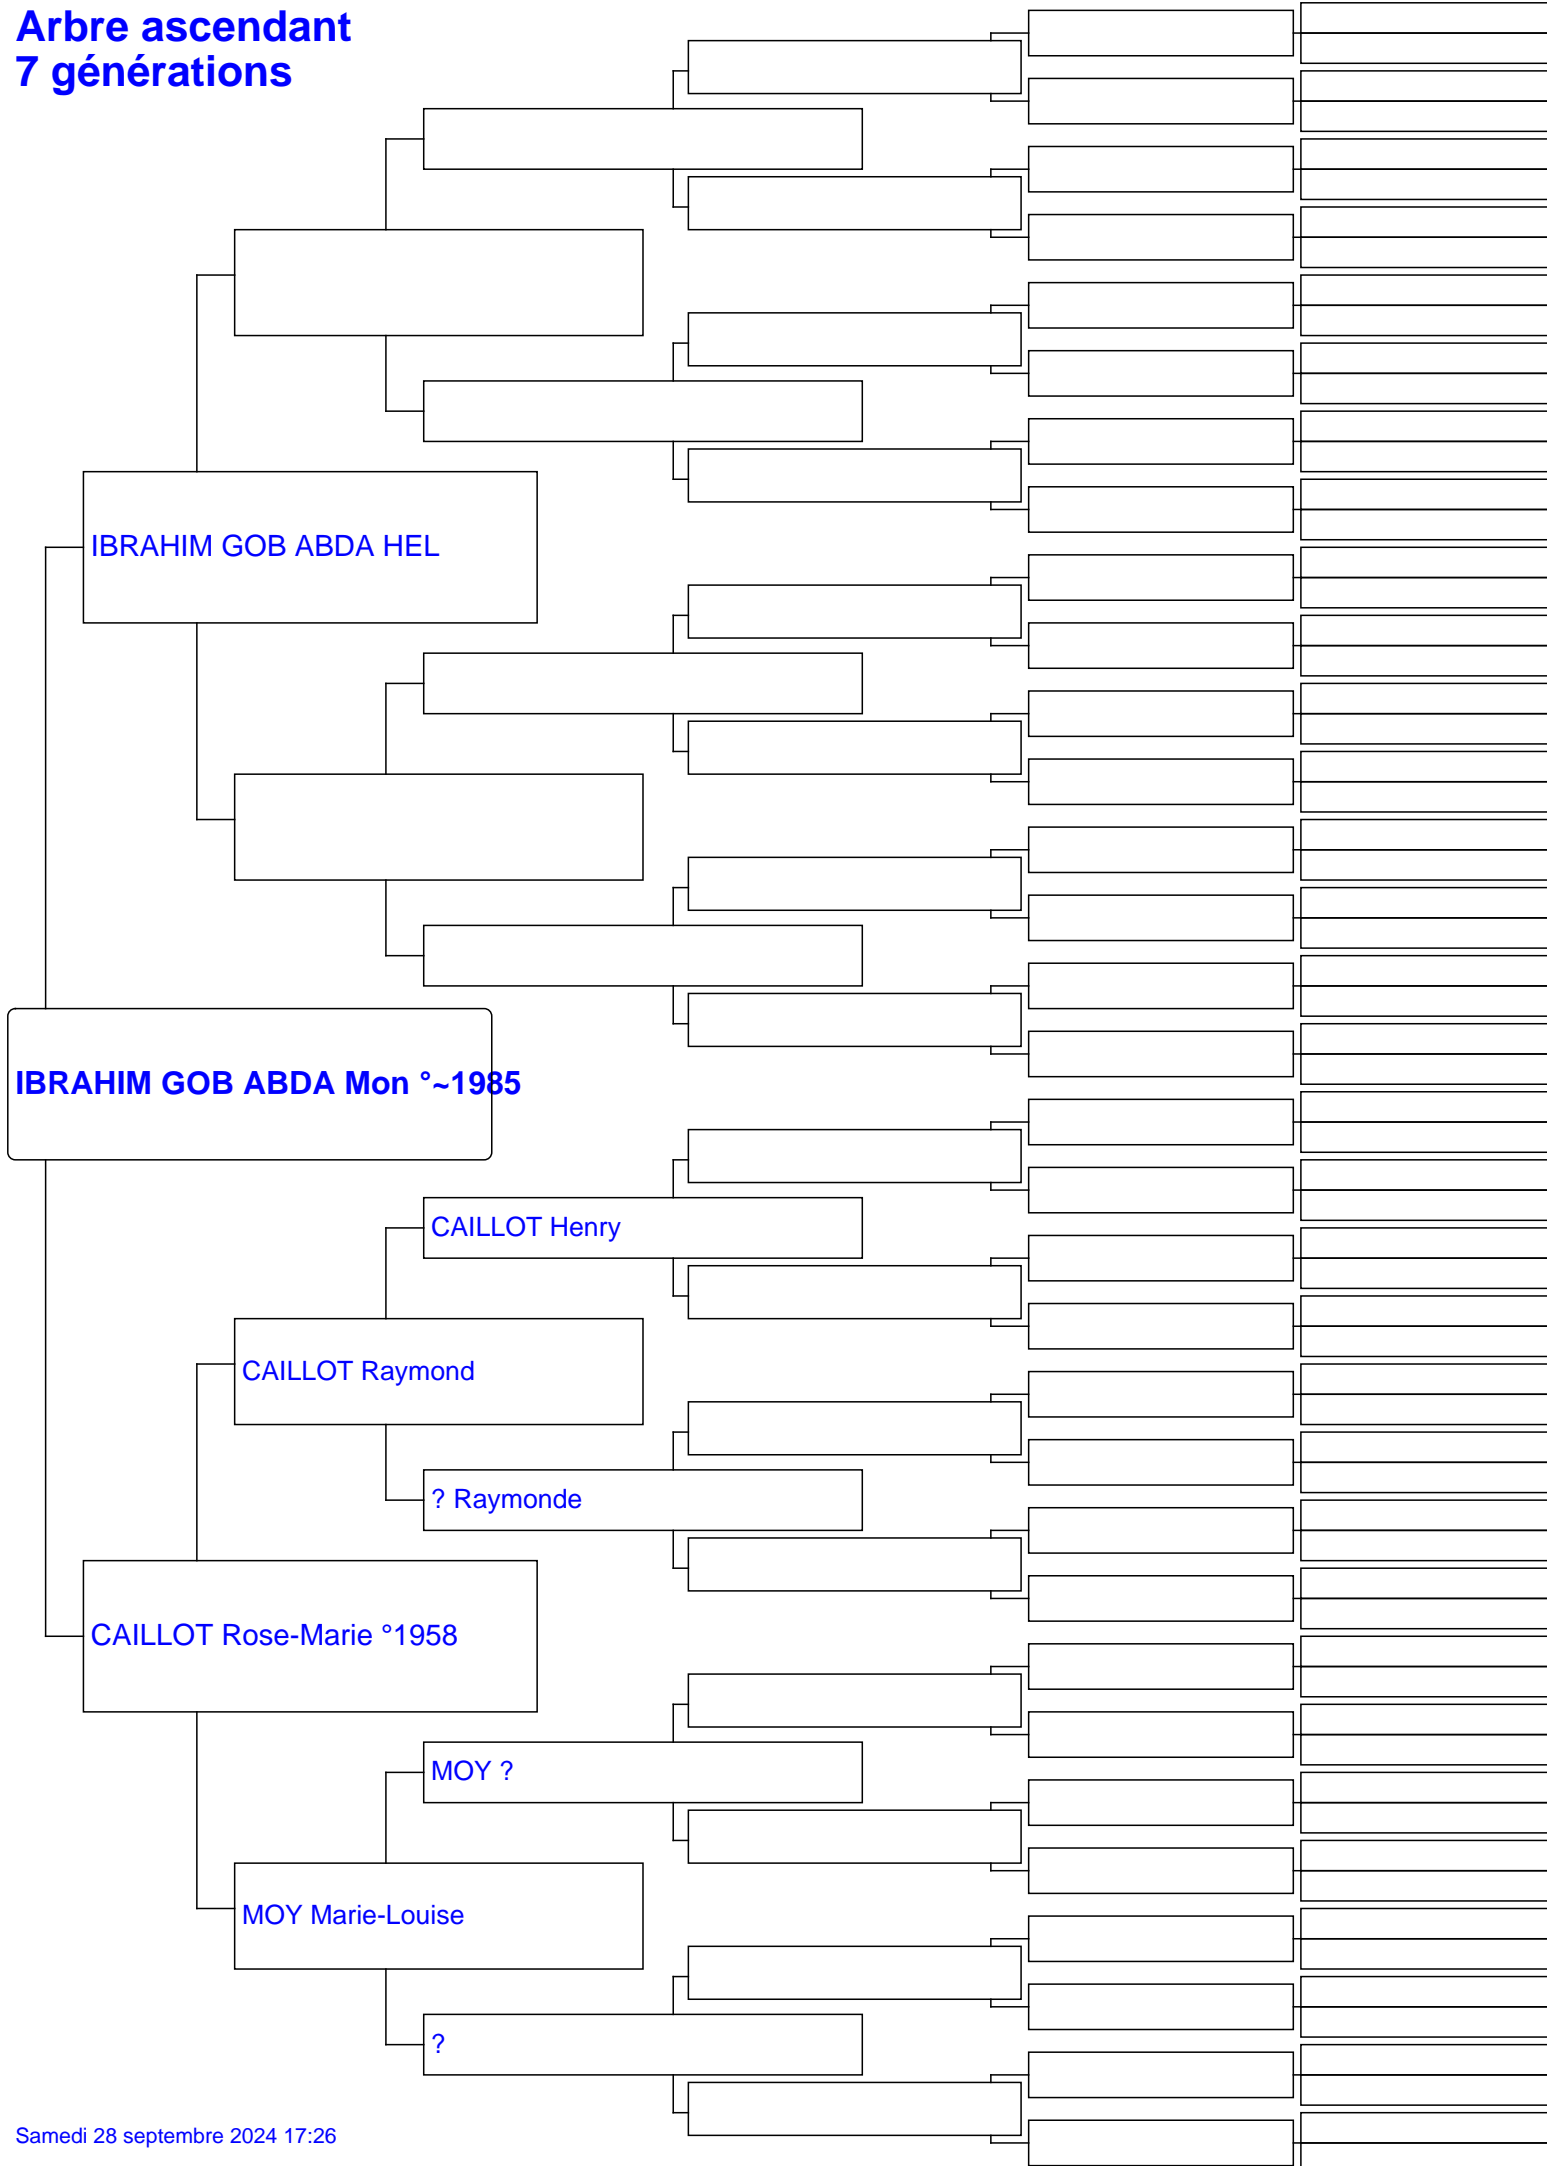 Arbre ascendant
7 générations
IBRAHIM GOB ABDA HEL
IBRAHIM GOB ABDA Mon °~1985
CAILLOT Henry
CAILLOT Raymond
? Raymonde
CAILLOT Rose-Marie °1958
MOY ?
MOY Marie-Louise
?
Samedi 28 septembre 2024 17:26